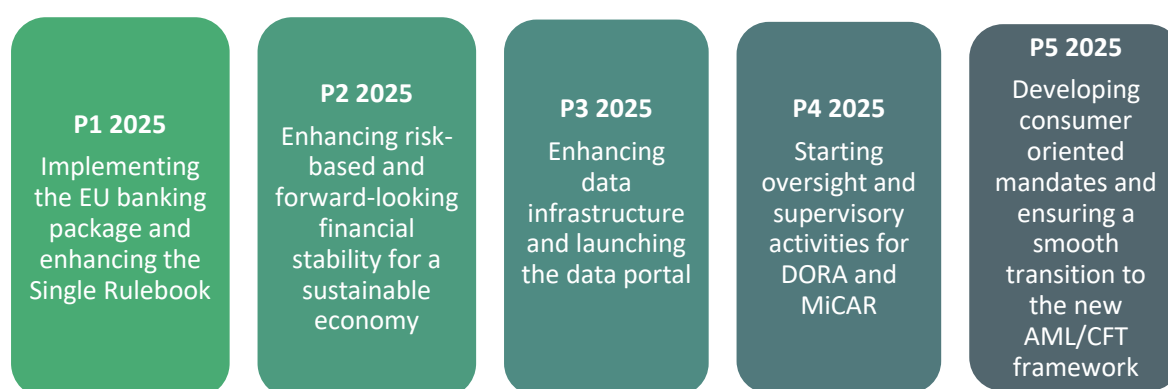 P1 2025
Implementing
the EU banking
package and
enhancing the
Single Rulebook
P2 2025
Enhancing risk-
based and
forward-looking
financial
stability for a
sustainable
economy
P3 2025
Enhancing
data
infrastructure
and launching
the data portal
P4 2025
Starting
oversight and
supervisory
activities for
DORA and
MiCAR
P5 2025
Developing
consumer
oriented
mandates and
ensuring a
smooth
transition to
the new
AML/CFT
framework